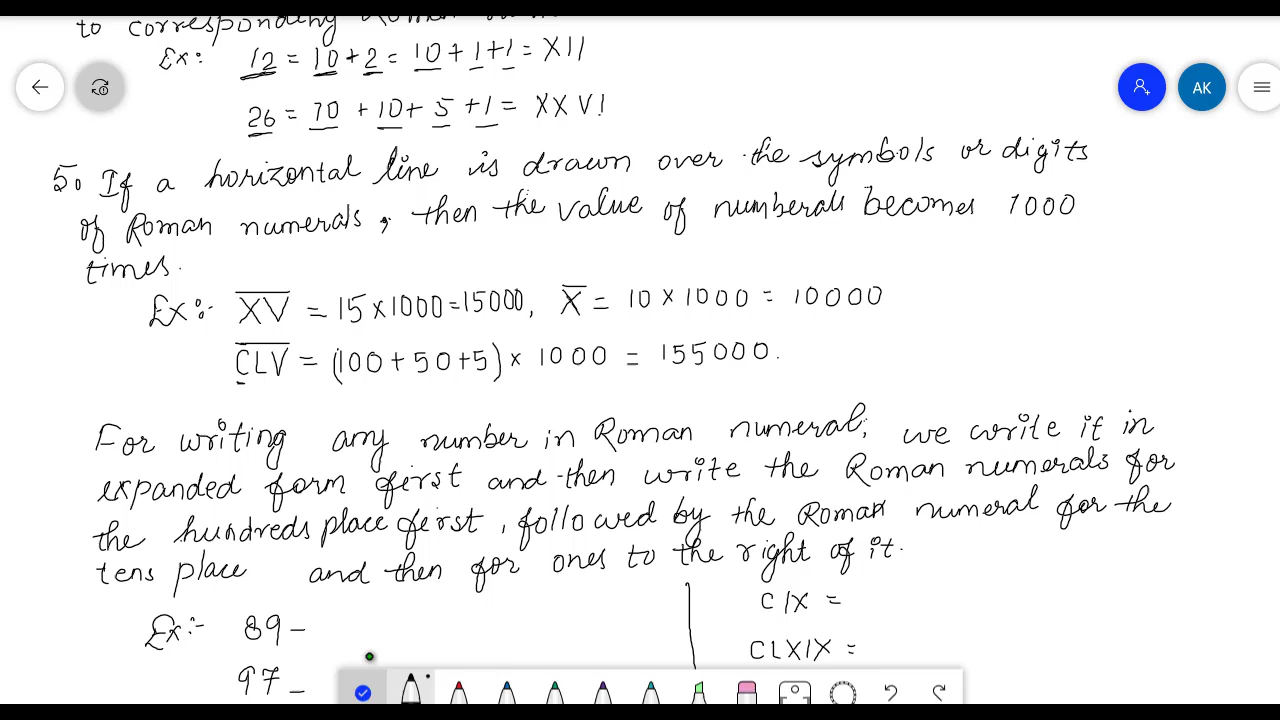 to corresponding Roman
Ex: 12 = 10+2 = 10+1+1 = XII
AK
26 = 10 + 10+ 5 +1 = XXVI
5. If a horizontal line is drawn over the symbols or digits
of Roman numerals, then the value of numberals becomes 1000
times.
Ex:- X̅V̅ = 15×1000=15000, X̅ = 10×1000 = 10000
C̅L̅V̅ = (100+50+5)× 1000 = 155000.
For writing any number in Roman numeral, we write it in
expanded form first and then write the Roman numerals for
the hundreds place first, followed by the Roman numeral for the
tens place and then for ones to the right of it.
Ex:- 89 –
97 –
CIX =
CLXIX =